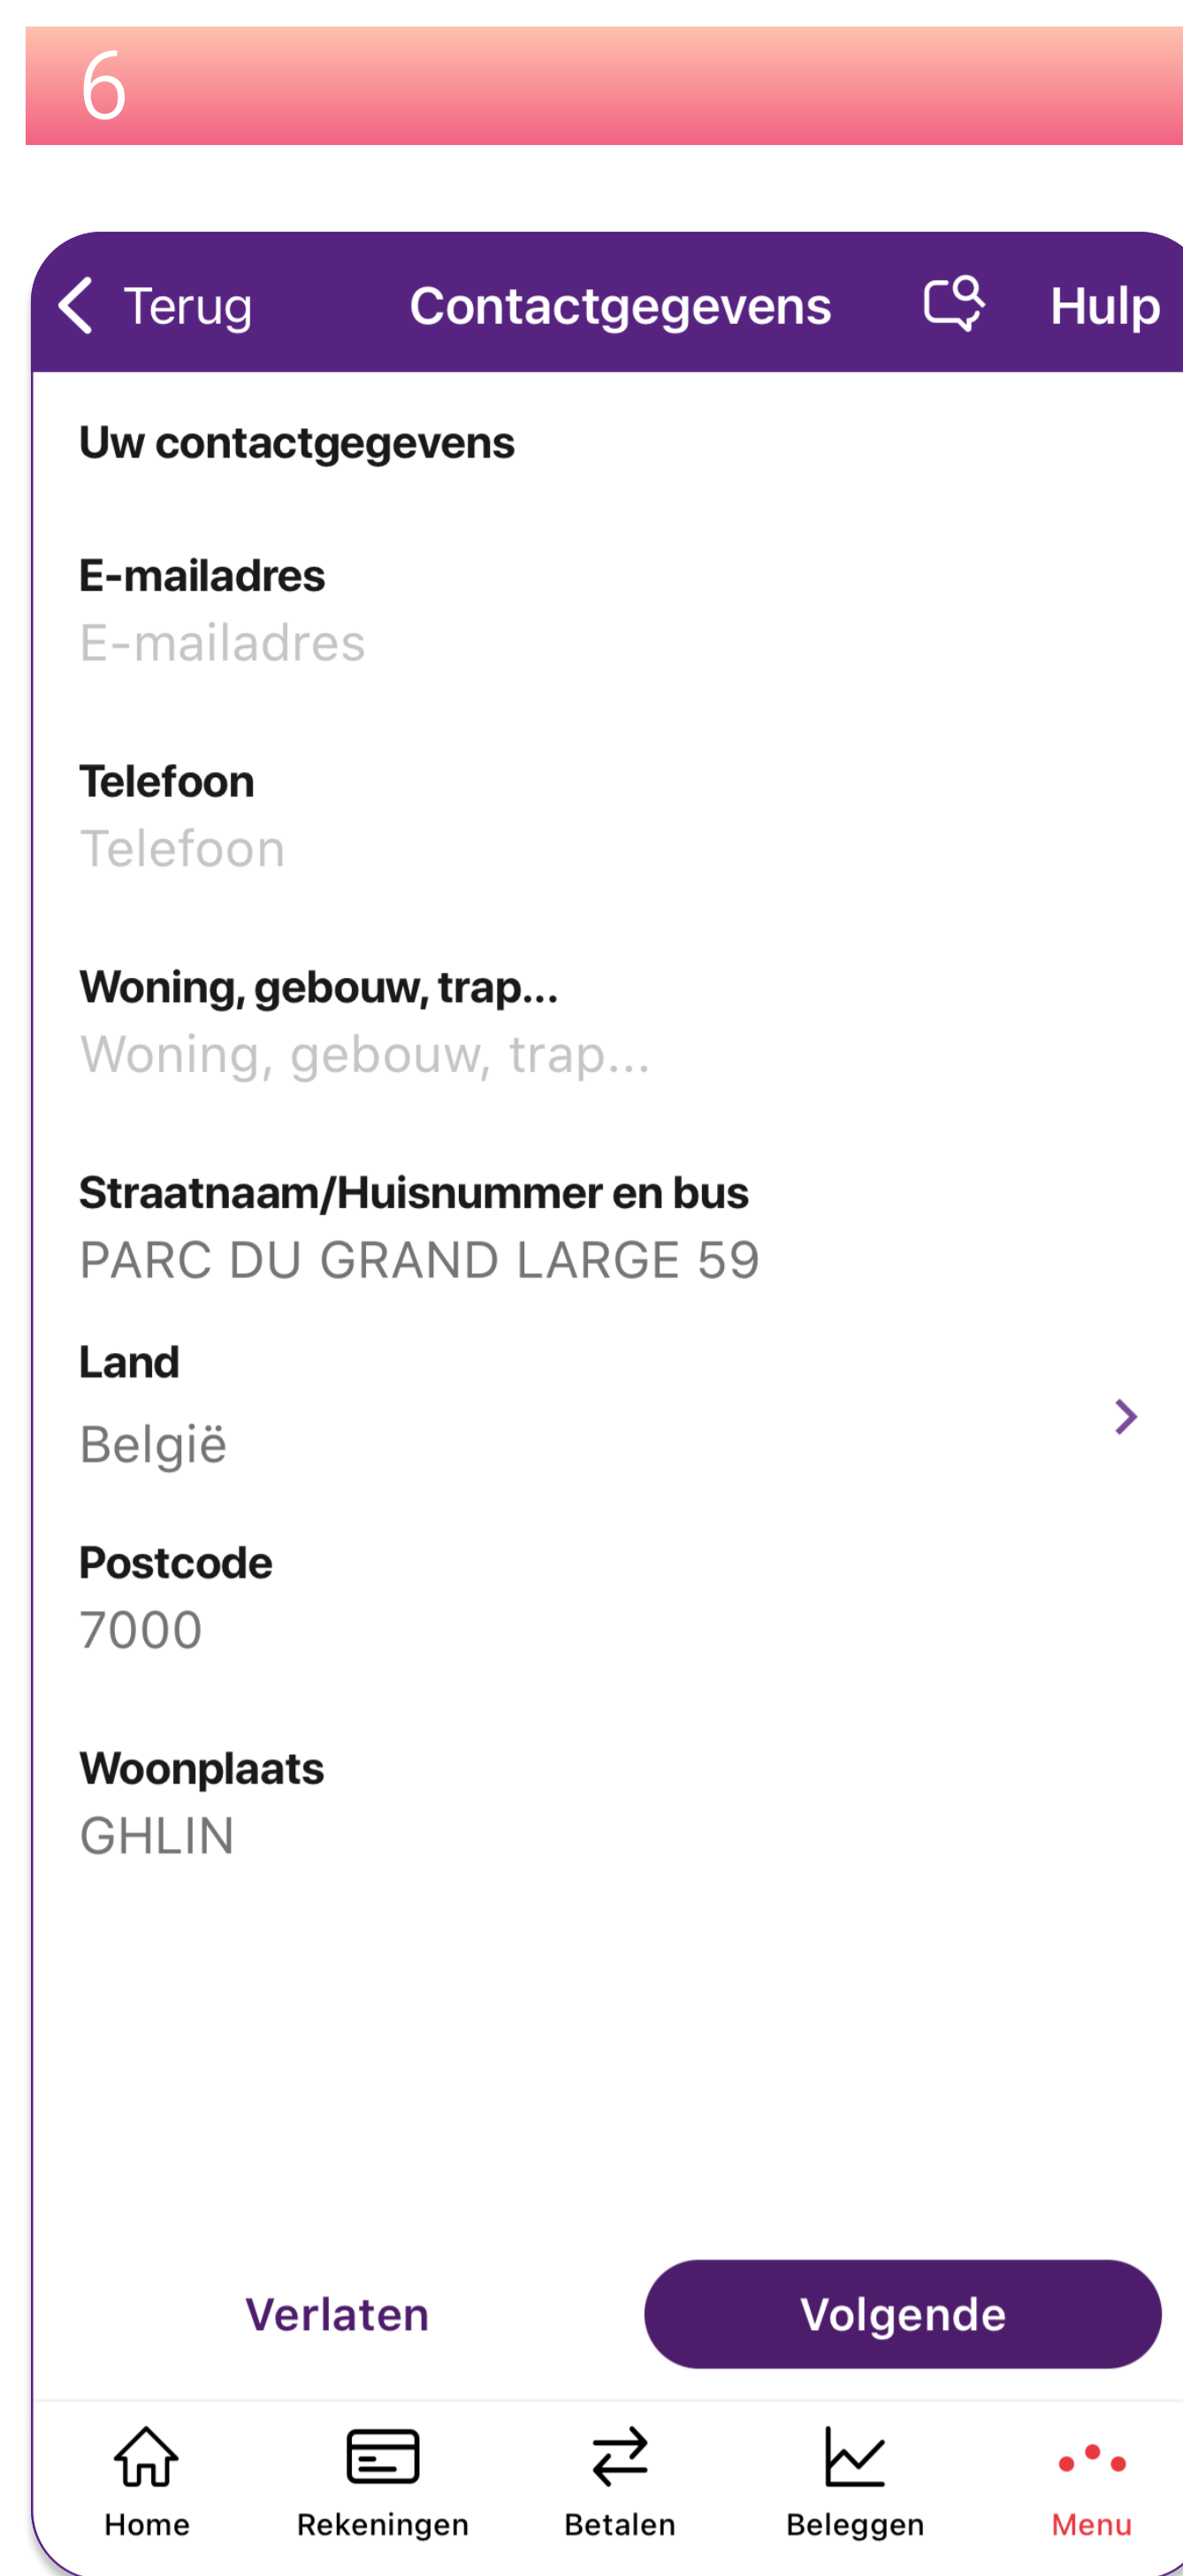 6
Terug Contactgegevens Hulp
Uw contactgegevens
E-mailadres
E-mailadres
Telefoon
Telefoon
Woning, gebouw, trap...
Woning, gebouw, trap...
Straatnaam/Huisnummer en bus
PARC DU GRAND LARGE 59
Land
België
Postcode
7000
Woonplaats
GHLIN
Verlaten Volgende
Home Rekeningen Betalen Beleggen Menu